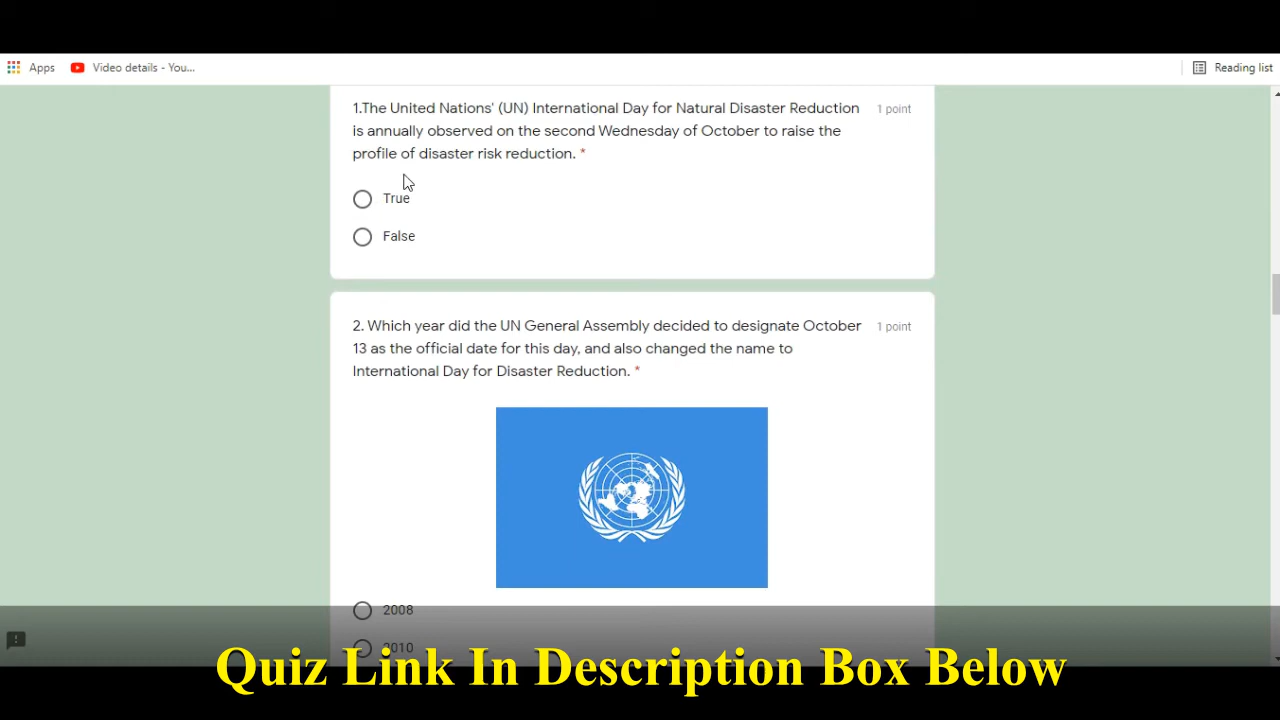 Apps Video details - You... Reading list
1.The United Nations' (UN) International Day for Natural Disaster Reduction 1 point
is annually observed on the second Wednesday of October to raise the
profile of disaster risk reduction. *
True
False
2. Which year did the UN General Assembly decided to designate October 1 point
13 as the official date for this day, and also changed the name to
International Day for Disaster Reduction. *
2008
2010
Quiz Link In Description Box Below